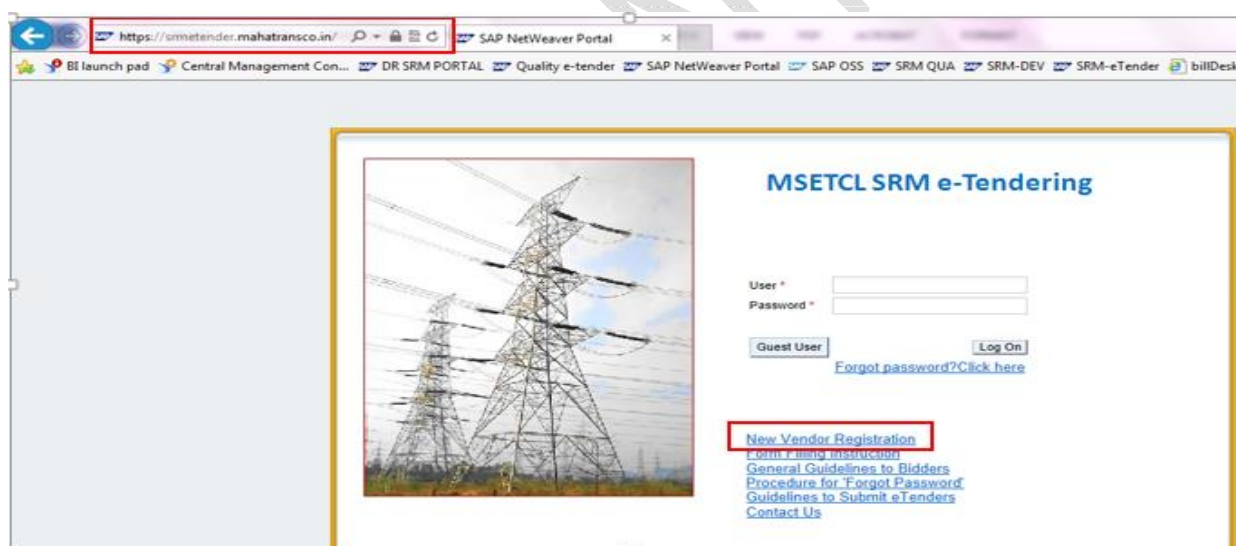 https://srmetender.mahatransco.in/ SAP NetWeaver Portal
BI launch pad Central Management Con... DR SRM PORTAL Quality e-tender SAP NetWeaver Portal SAP OSS SRM QUA SRM-DEV SRM-eTender billDesk
MSETCL SRM e-Tendering
User *
Password *
Guest User Log On
Forgot password?Click here
New Vendor Registration
Form Filling Instruction
General Guidelines to Bidders
Procedure for 'Forgot Password'
Guidelines to Submit eTenders
Contact Us